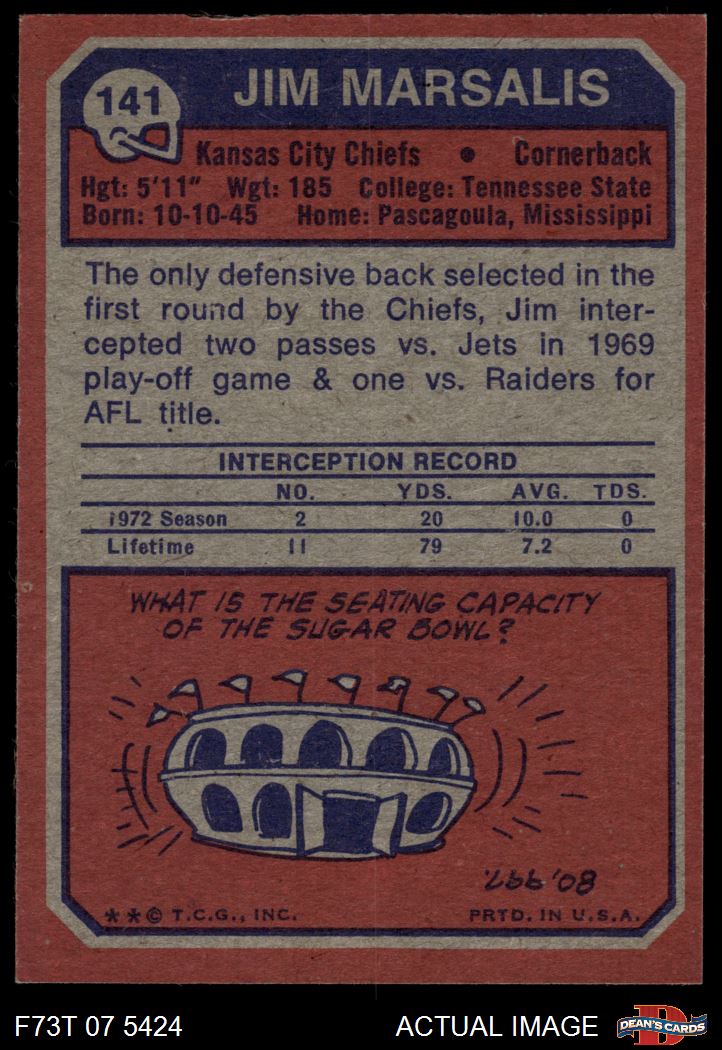 141
JIM MARSALIS
Kansas City Chiefs • Cornerback
Hgt: 5'11" Wgt: 185 College: Tennessee State
Born: 10-10-45 Home: Pascagoula, Mississippi
The only defensive back selected in the
first round by the Chiefs, Jim inter-
cepted two passes vs. Jets in 1969
play-off game & one vs. Raiders for
AFL title.
INTERCEPTION RECORD
NO. YDS. AVG. TDS.
1972 Season 2 20 10.0 0
Lifetime 11 79 7.2 0
WHAT IS THE SEATING CAPACITY
OF THE SUGAR BOWL?
80,997.
**© T.C.G., INC. PRTD. IN U.S.A.
F73T 07 5424 ACTUAL IMAGE D DEAN'S CARDS